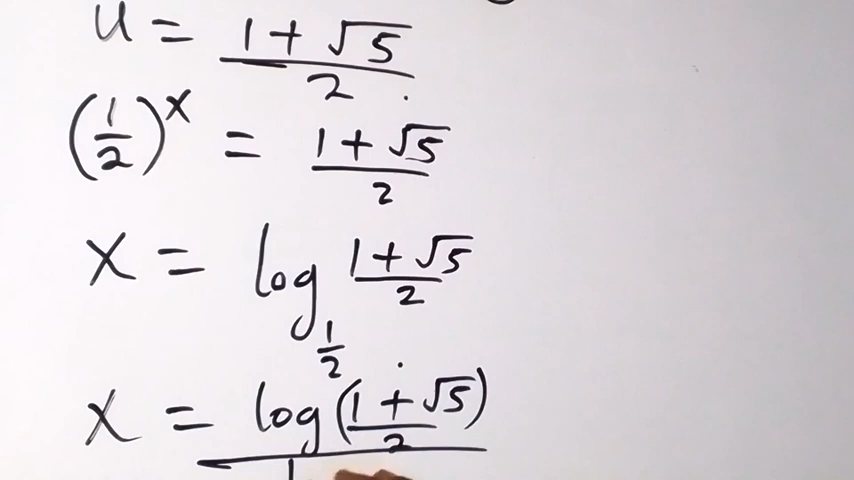 u = (1 + √5)/2
(1/2)^x = (1 + √5)/2
x = log_{1/2} (1 + √5)/2
x = log((1 + √5)/2)